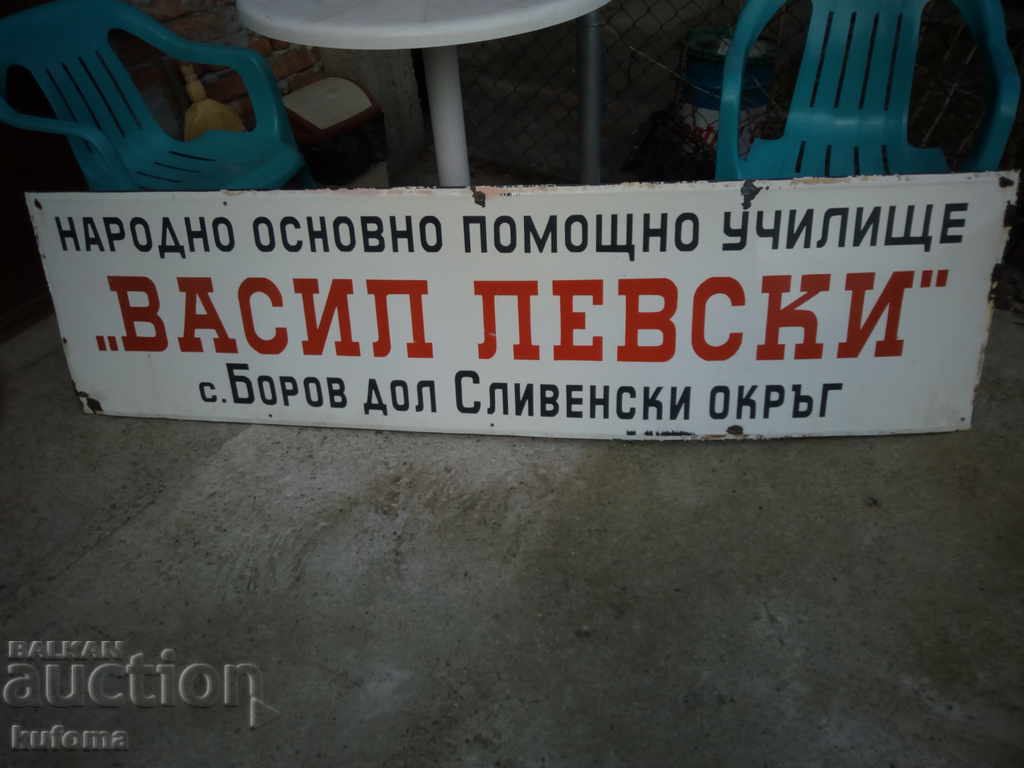 НАРОДНО ОСНОВНО ПОМОЩНО УЧИЛИЩЕ
„ВАСИЛ ЛЕВСКИ"
с. БОРОВ ДОЛ СЛИВЕНСКИ ОКРЪГ
BALKAN
auction
kufoma